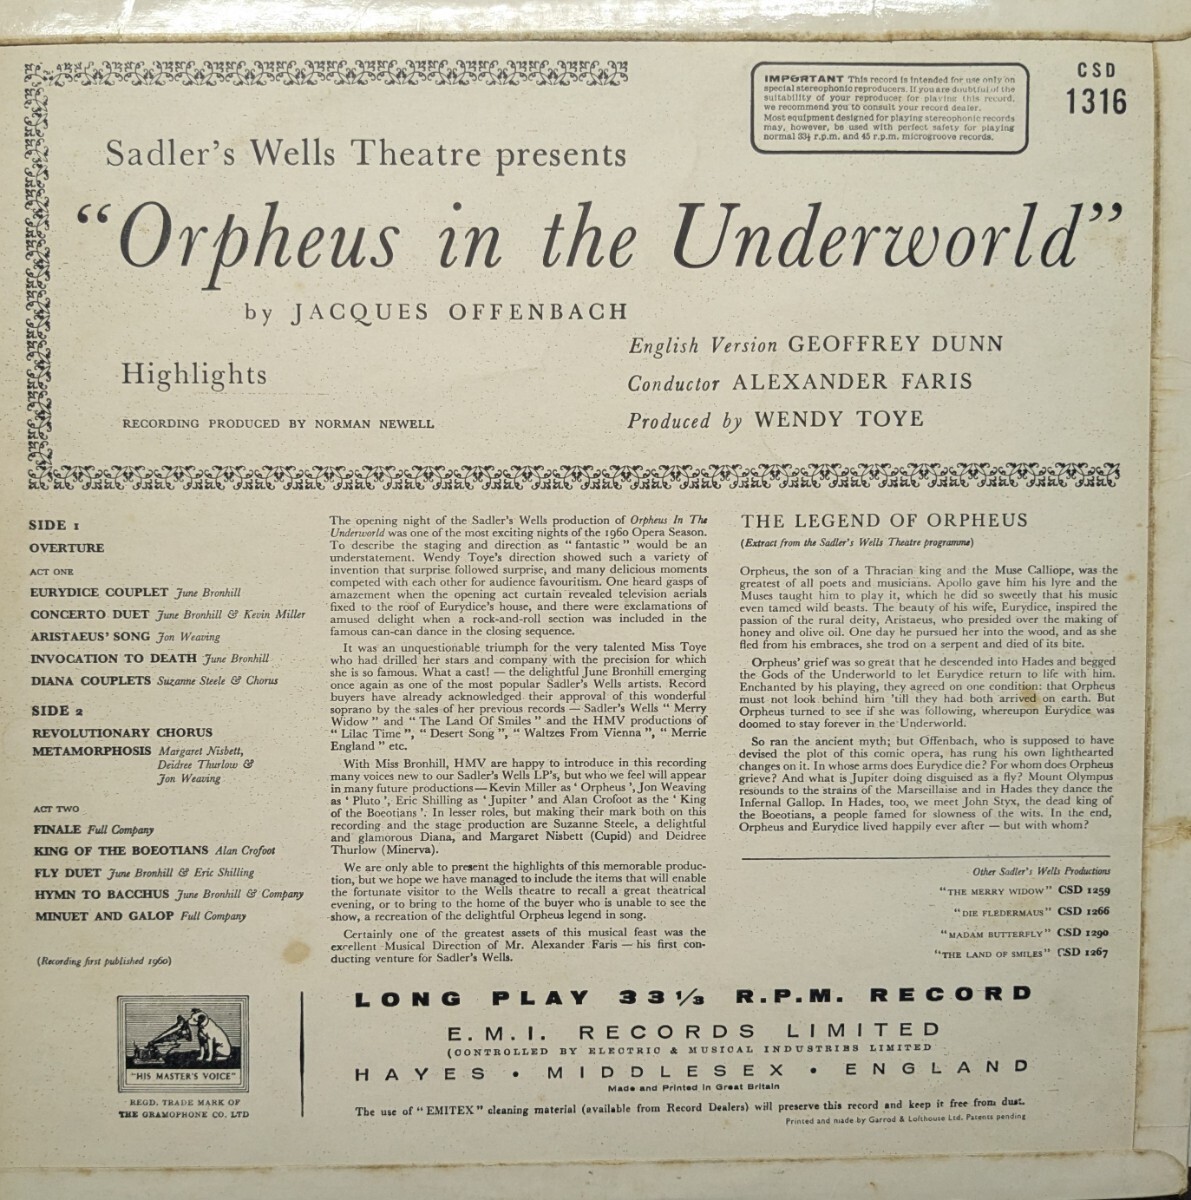 IMPORTANT This record is intended for use only on
special stereophonic reproducers. If you are doubtful of the
suitability of your reproducer for playing this record,
we recommend you to consult your record dealer.
Most equipment designed for playing stereophonic records
may, however, be used with perfect safety for playing
normal 33⅓ r.p.m. and 45 r.p.m. microgroove records.
CSD
1316
Sadler's Wells Theatre presents
“Orpheus in the Underworld”
by JACQUES OFFENBACH
Highlights
RECORDING PRODUCED BY NORMAN NEWELL
English Version GEOFFREY DUNN
Conductor ALEXANDER FARIS
Produced by WENDY TOYE
SIDE 1
OVERTURE
ACT ONE
EURYDICE COUPLET June Bronhill
CONCERTO DUET June Bronhill & Kevin Miller
ARISTAEUS' SONG Jon Weaving
INVOCATION TO DEATH June Bronhill
DIANA COUPLETS Suzanne Steele & Chorus
SIDE 2
REVOLUTIONARY CHORUS
METAMORPHOSIS Margaret Nisbett,
Deidree Thurlow &
Jon Weaving
ACT TWO
FINALE Full Company
KING OF THE BOEOTIANS Alan Crofoot
FLY DUET June Bronhill & Eric Shilling
HYMN TO BACCHUS June Bronhill & Company
MINUET AND GALOP Full Company
(Recording first published 1960)
The opening night of the Sadler's Wells production of Orpheus In The
Underworld was one of the most exciting nights of the 1960 Opera Season.
To describe the staging and direction as “ fantastic ” would be an
understatement. Wendy Toye's direction showed such a variety of
invention that surprise followed surprise, and many delicious moments
competed with each other for audience favouritism. One heard gasps of
amazement when the opening act curtain revealed television aerials
fixed to the roof of Eurydice's house, and there were exclamations of
amused delight when a rock-and-roll section was included in the
famous can-can dance in the closing sequence.
It was an unquestionable triumph for the very talented Miss Toye
who had drilled her stars and company with the precision for which
she is so famous. What a cast! — the delightful June Bronhill emerging
once again as one of the most popular Sadler's Wells artists. Record
buyers have already acknowledged their approval of this wonderful
soprano by the sales of her previous records — Sadler's Wells “ Merry
Widow ” and “ The Land Of Smiles ” and the HMV productions of
“ Lilac Time ”, “ Desert Song ”, “ Waltzes From Vienna ”, “ Merrie
England ” etc.
With Miss Bronhill, HMV are happy to introduce in this recording
many voices new to our Sadler's Wells LP's, but who we feel will appear
in many future productions—Kevin Miller as ‘ Orpheus ’, Jon Weaving
as ‘ Pluto ’, Eric Shilling as ‘ Jupiter ’ and Alan Crofoot as the ‘ King
of the Boeotians ’. In lesser roles, but making their mark both on this
recording and the stage production are Suzanne Steele, a delightful
and glamorous Diana, and Margaret Nisbett (Cupid) and Deidree
Thurlow (Minerva).
We are only able to present the highlights of this memorable produc-
tion, but we hope we have managed to include the items that will enable
the fortunate visitor to the Wells theatre to recall a great theatrical
evening, or to bring to the home of the buyer who is unable to see the
show, a recreation of the delightful Orpheus legend in song.
Certainly one of the greatest assets of this musical feast was the
excellent Musical Direction of Mr. Alexander Faris — his first con-
ducting venture for Sadler's Wells.
THE LEGEND OF ORPHEUS
(Extract from the Sadler's Wells Theatre programme)
Orpheus, the son of a Thracian king and the Muse Calliope, was the
greatest of all poets and musicians. Apollo gave him his lyre and the
Muses taught him to play it, which he did so sweetly that his music
even tamed wild beasts. The beauty of his wife, Eurydice, inspired the
passion of the rural deity, Aristaeus, who presided over the making of
honey and olive oil. One day he pursued her into the wood, and as she
fled from his embraces, she trod on a serpent and died of its bite.
Orpheus' grief was so great that he descended into Hades and begged
the Gods of the Underworld to let Eurydice return to life with him.
Enchanted by his playing, they agreed on one condition: that Orpheus
must not look behind him 'till they had both arrived on earth. But
Orpheus turned to see if she was following, whereupon Eurydice was
doomed to stay forever in the Underworld.
So ran the ancient myth; but Offenbach, who is supposed to have
devised the plot of this comic opera, has rung his own lighthearted
changes on it. In whose arms does Eurydice die? For whom does Orpheus
grieve? And what is Jupiter doing disguised as a fly? Mount Olympus
resounds to the strains of the Marseillaise and in Hades they dance the
Infernal Gallop. In Hades, too, we meet John Styx, the dead king of
the Boeotians, a people famed for slowness of the wits. In the end,
Orpheus and Eurydice lived happily ever after — but with whom?
Other Sadler's Wells Productions
“THE MERRY WIDOW” CSD 1259
“DIE FLEDERMAUS” CSD 1266
“MADAM BUTTERFLY” CSD 1290
“THE LAND OF SMILES” CSD 1267
“HIS MASTER'S VOICE”
REGD. TRADE MARK OF
THE GRAMOPHONE CO. LTD
LONG PLAY 33⅓ R.P.M. RECORD
E.M.I. RECORDS LIMITED
(CONTROLLED BY ELECTRIC & MUSICAL INDUSTRIES LIMITED
HAYES • MIDDLESEX • ENGLAND
Made and Printed in Great Britain
The use of “ EMITEX ” cleaning material (available from Record Dealers) will preserve this record and keep it free from dust.
Printed and made by Garrod & Lofthouse Ltd. Patents pending